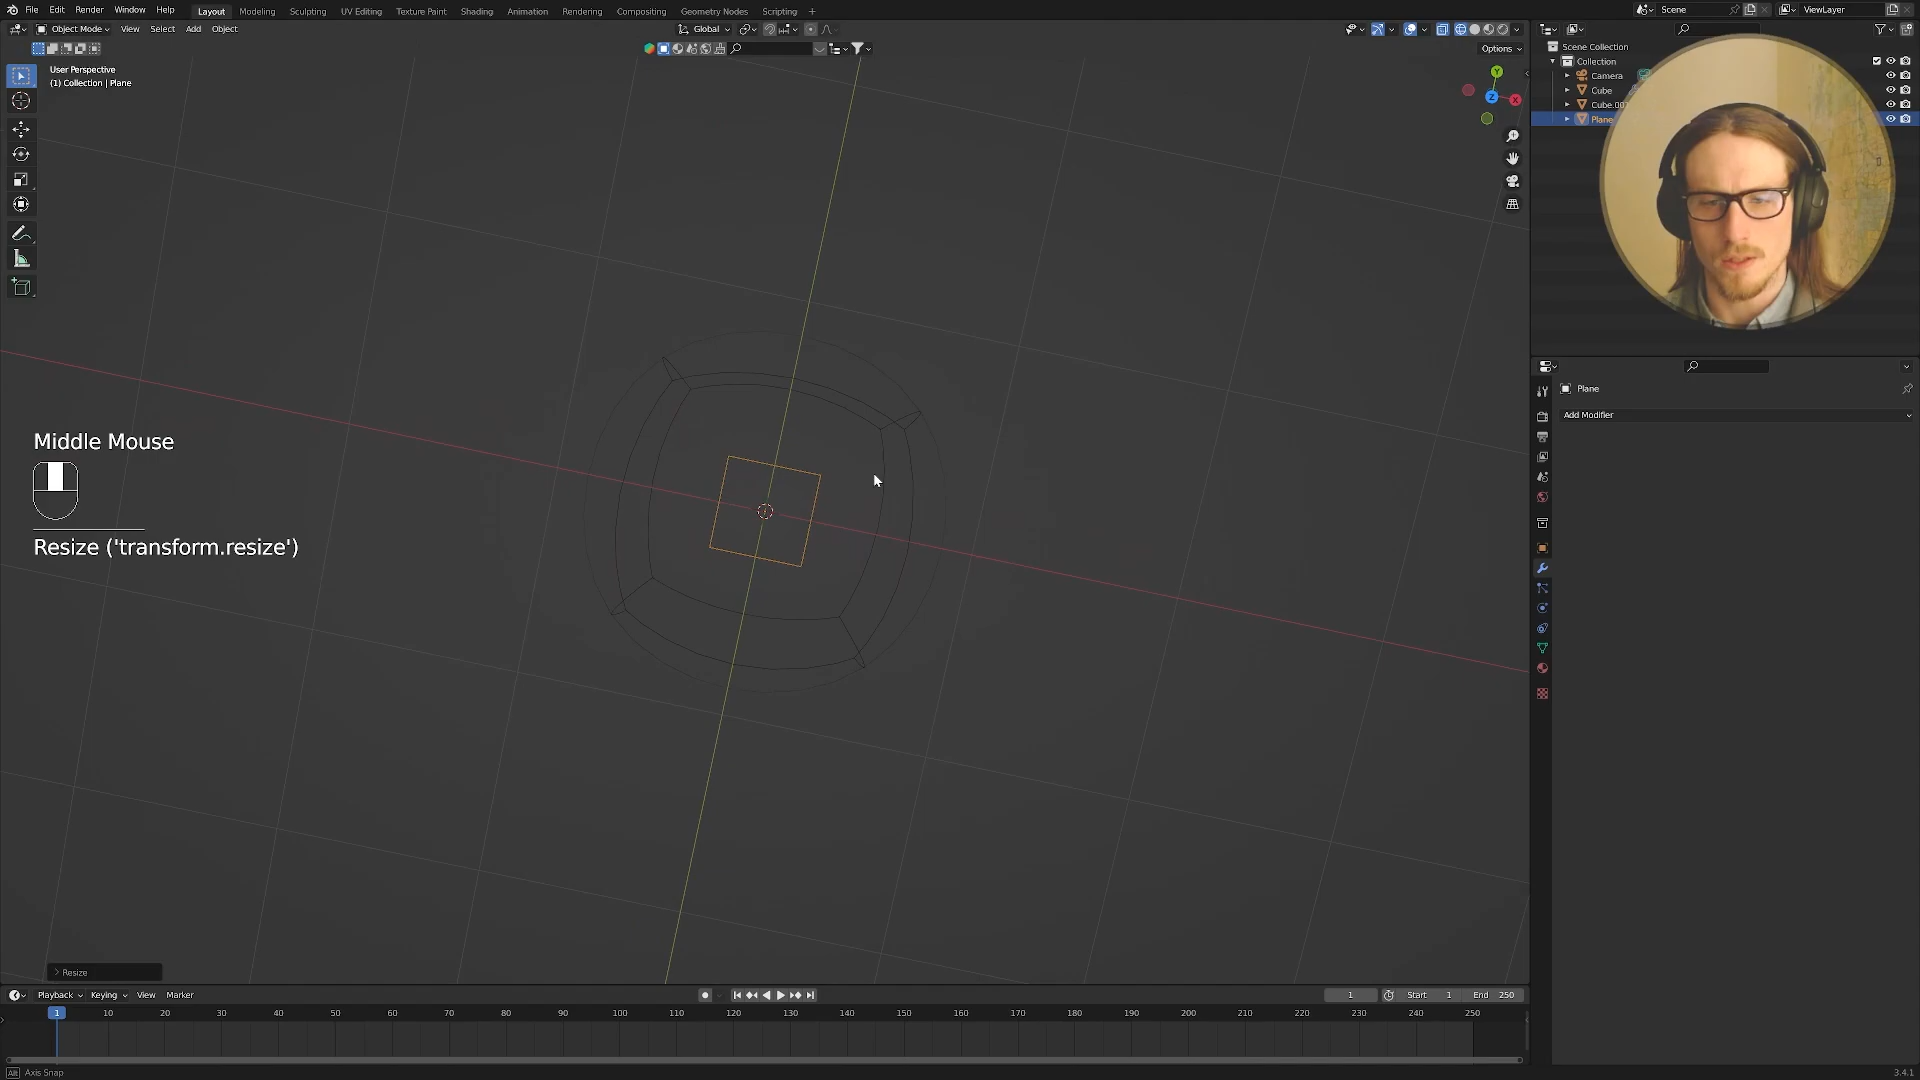 File Edit Render Window Help Layout Modeling Sculpting UV Editing Texture Paint Shading Animation Rendering Compositing Geometry Nodes Scripting + Scene ViewLayer
Object Mode View Select Add Object Global
Options
User Perspective
(1) Collection | Plane
Y
Z
X
Scene Collection
Collection
Camera
Cube
Cube.00
Plane
Plane
Add Modifier
Middle Mouse
Resize ('transform.resize')
Resize
Playback Keying View Marker 1 Start 1 End 250
1 10 20 30 40 50 60 70 80 90 100 110 120 130 140 150 160 170 180 190 200 210 220 230 240 250
Alt Axis Snap 3.4.1